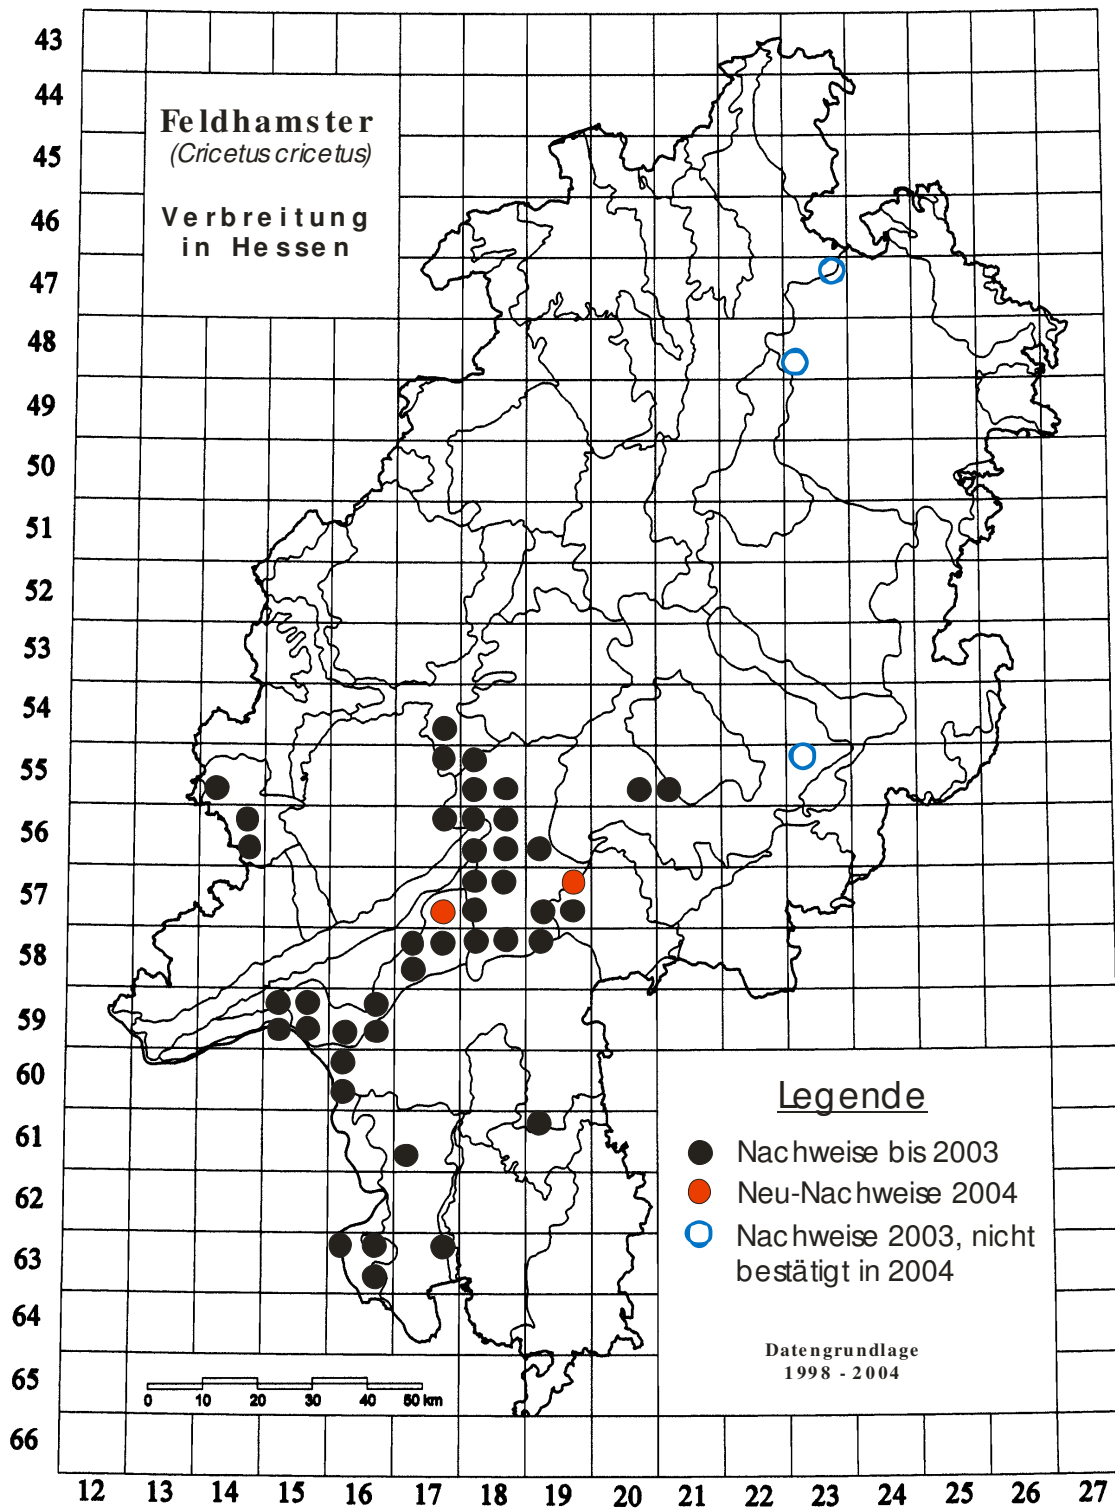 Feldhamster
(Cricetus cricetus)
Verbreitung
in Hessen
43
44
45
46
47
48
49
50
51
52
53
54
55
56
57
58
59
60
61
62
63
64
65
66
Legende
Nachweise bis 2003
Neu-Nachweise 2004
Nachweise 2003, nicht
bestätigt in 2004
Datengrundlage
1998 - 2004
0 10 20 30 40 50 km
12 13 14 15 16 17 18 19 20 21 22 23 24 25 26 27